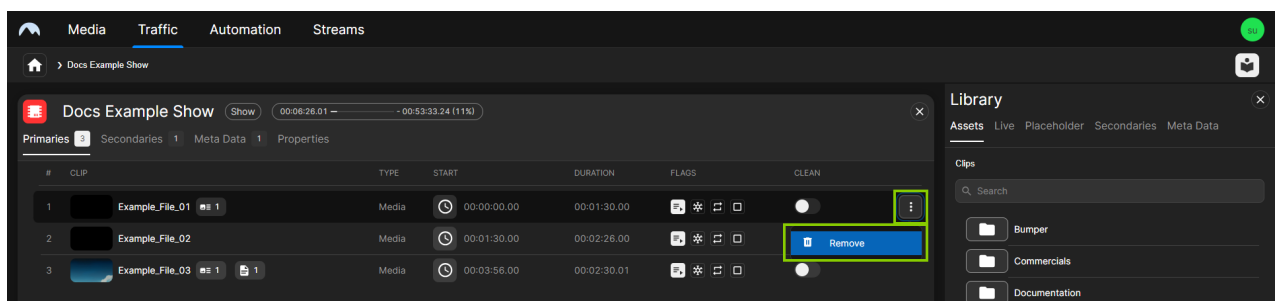 Media Traffic Automation Streams
SU
Docs Example Show
Docs Example Show Show 00:06:26.01 - 00:53:33.24 (11%)
Primaries 3 Secondaries 1 Meta Data 1 Properties
# CLIP TYPE START DURATION FLAGS CLEAN
1 Example_File_01 1 Media 00:00:00.00 00:01:30.00
2 Example_File_02 Media 00:01:30.00 00:02:26.00
Remove
3 Example_File_03 1 1 Media 00:03:56.00 00:02:30.01
Library
Assets Live Placeholder Secondaries Meta Data
Clips
Search
Bumper
Commercials
Documentation